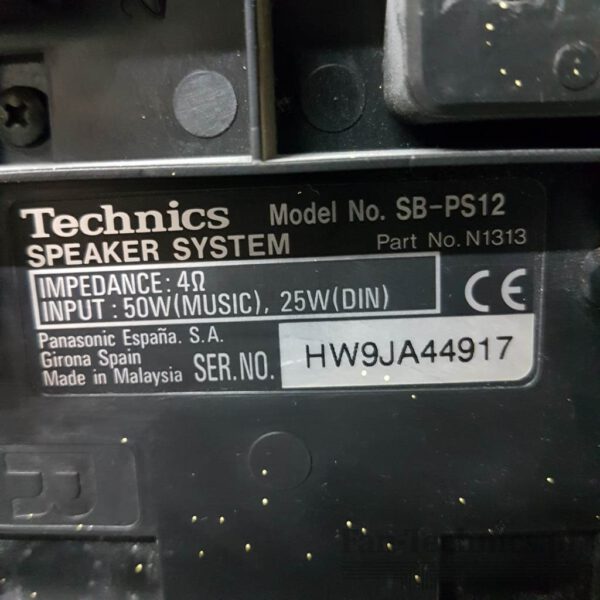 Technics Model No. SB-PS12
SPEAKER SYSTEM Part No. N1313
IMPEDANCE: 4Ω
INPUT: 50W(MUSIC), 25W(DIN)
CE
Panasonic España. S.A.
Girona Spain
Made in Malaysia SER.NO. HW9JA44917
R